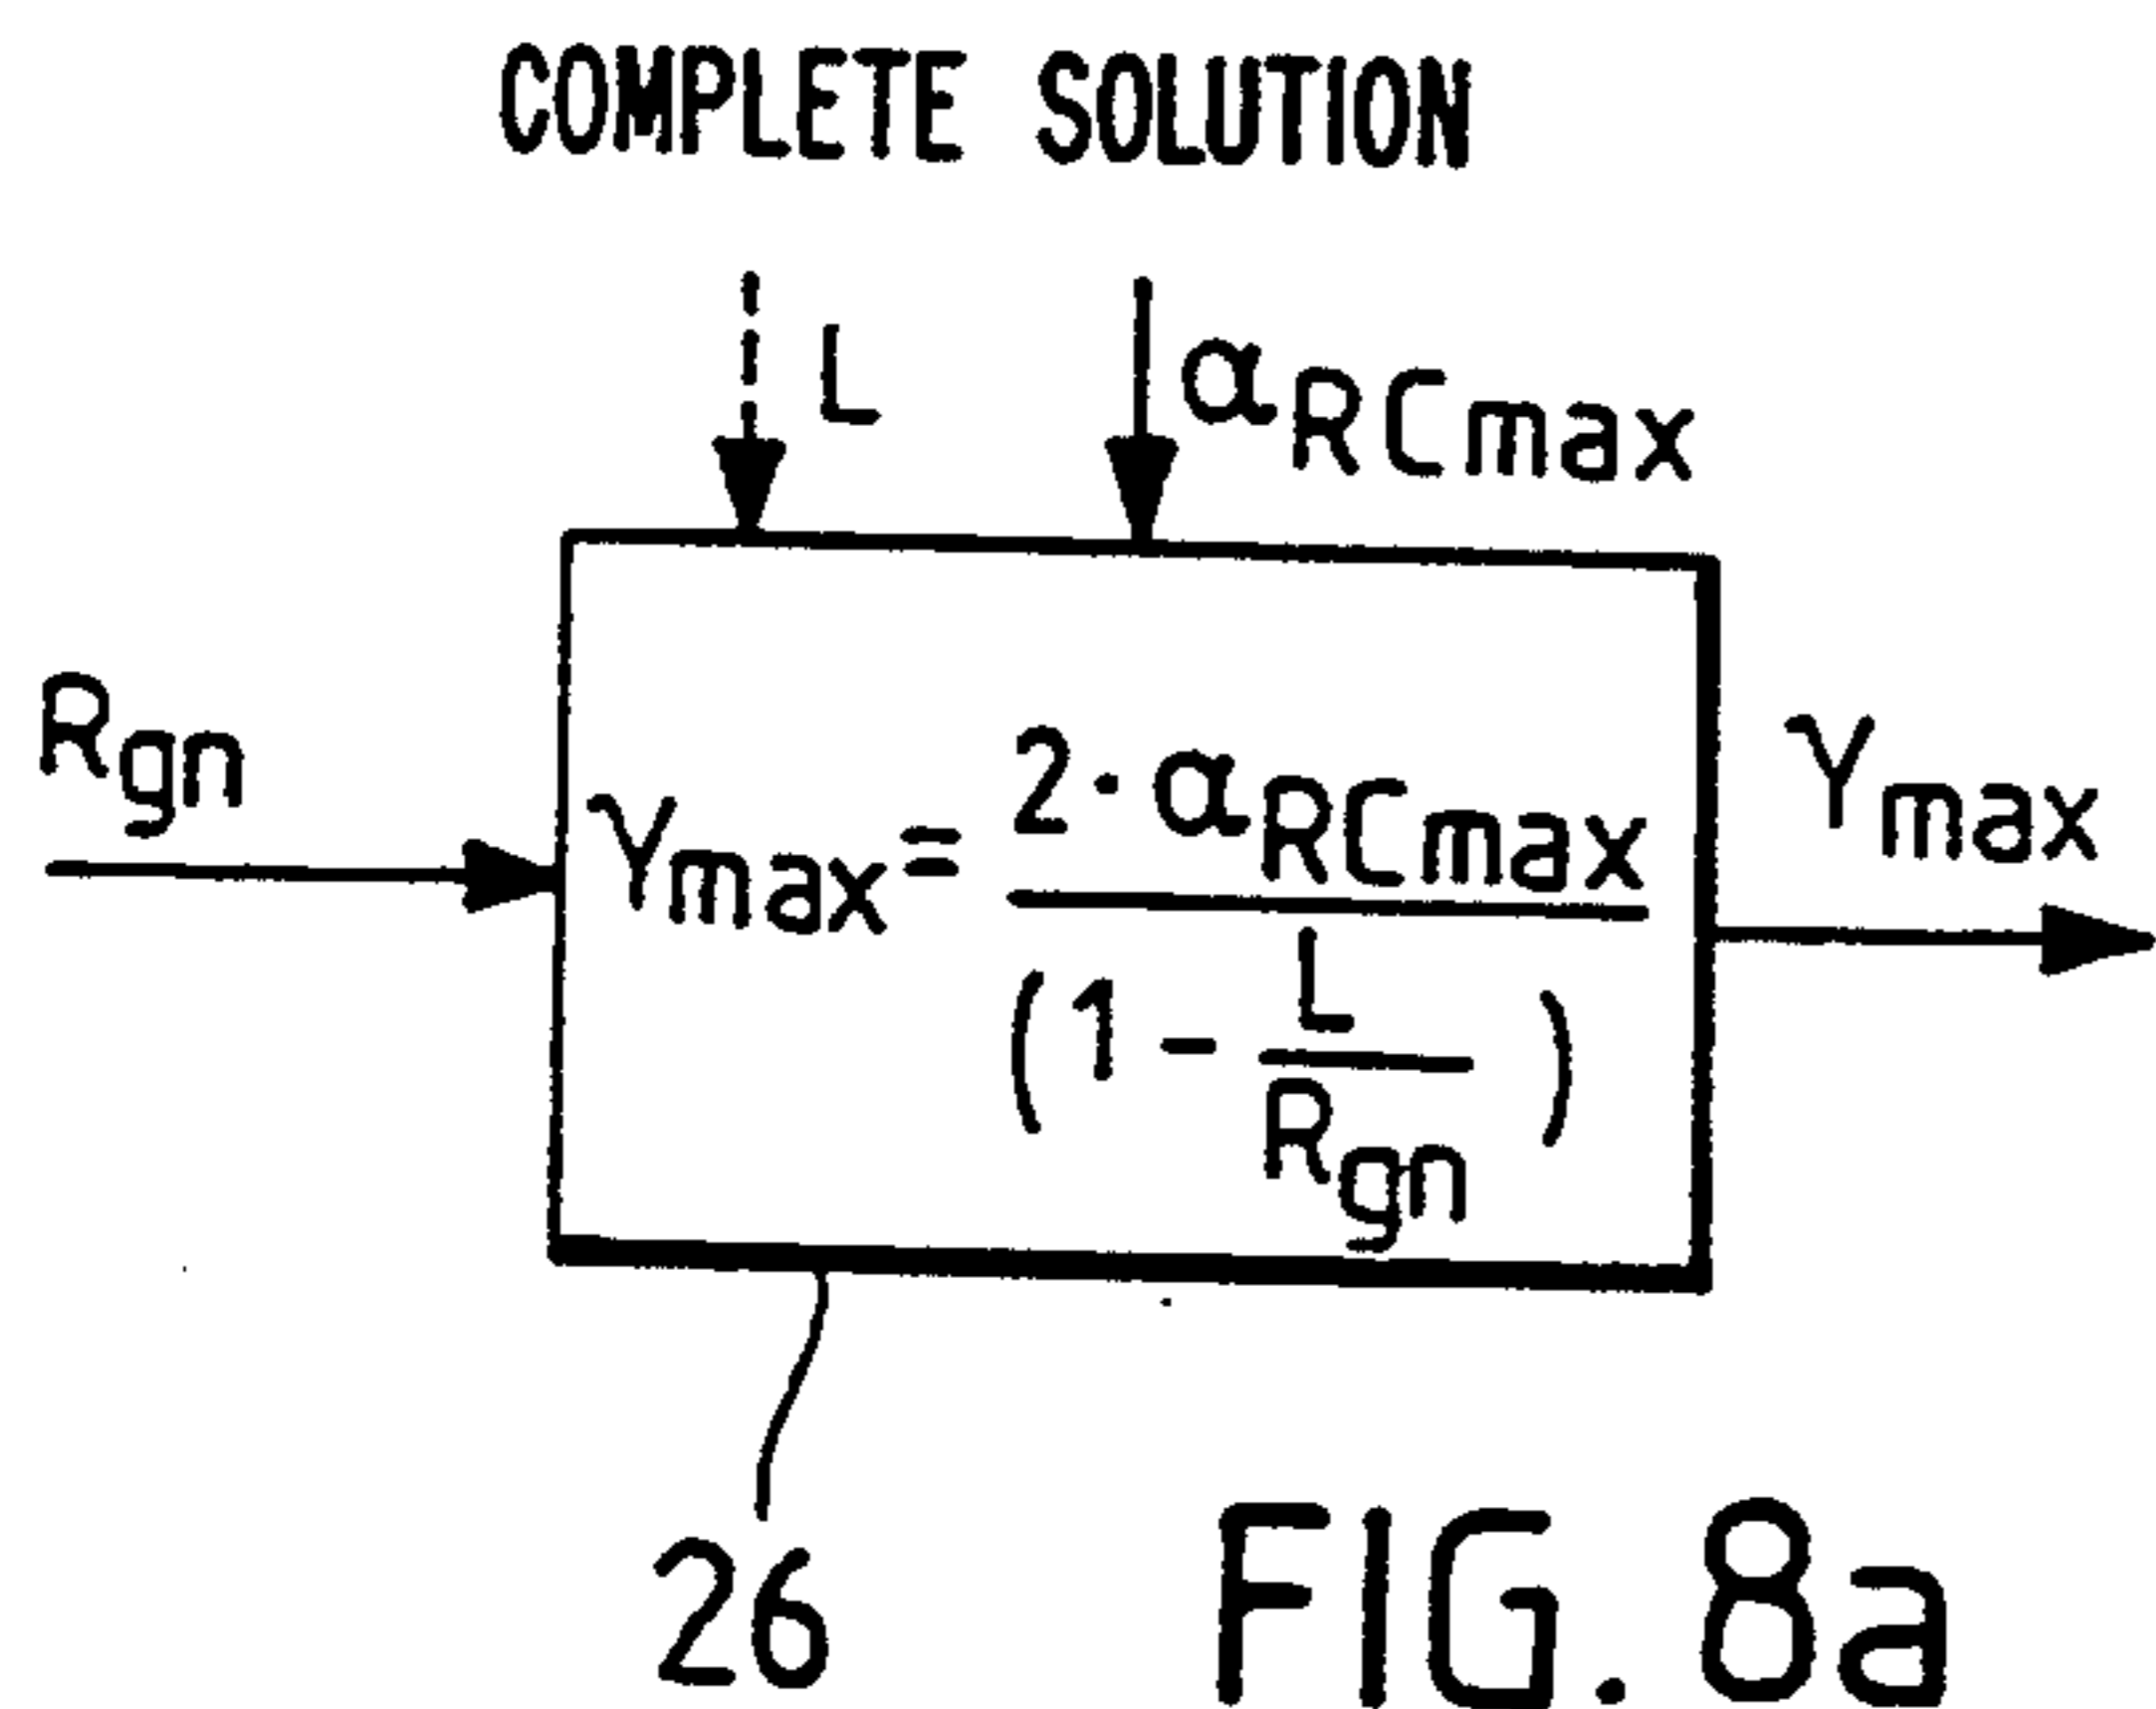 COMPLETE SOLUTION
L
αRCmax
Rgn
Ymax= 2·αRCmax / (1 - L / Rgn)
Ymax
26
FIG. 8a